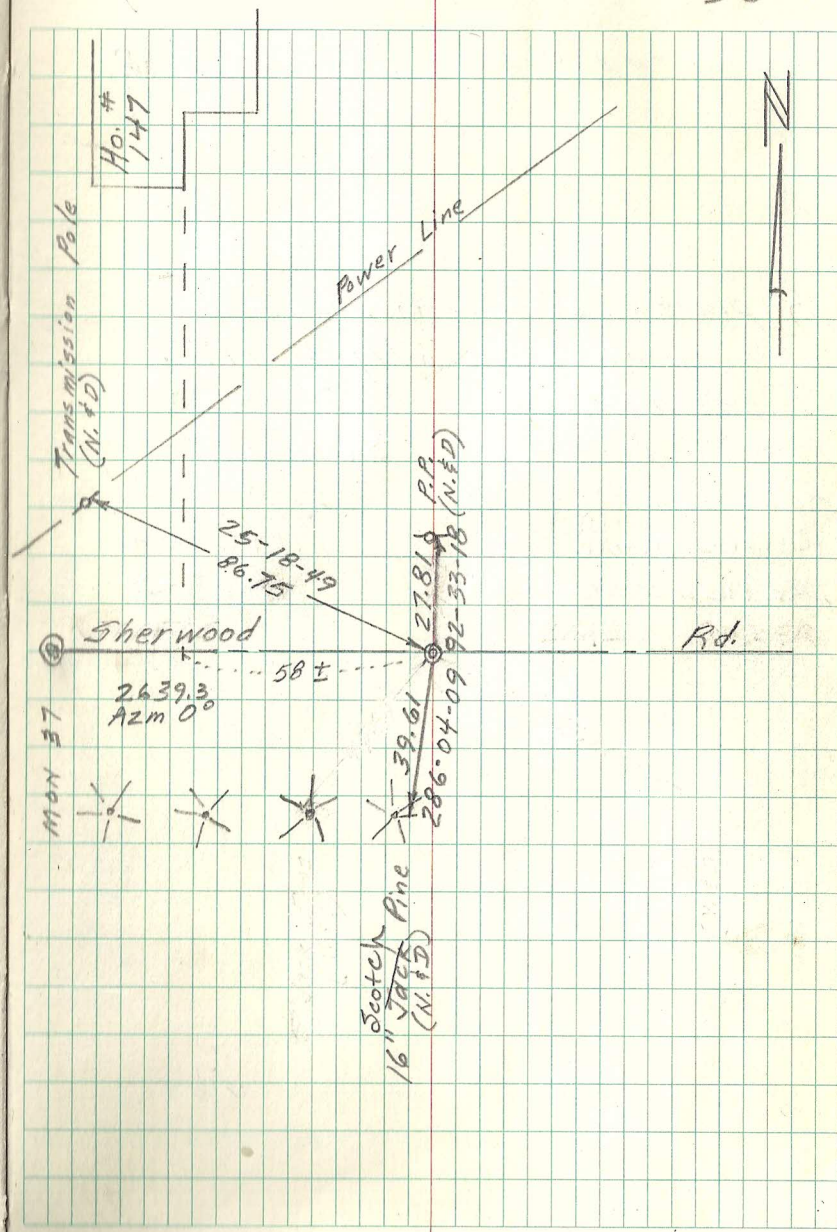 Ho. #
147
N
Transmission Pole
(N. & D)
Power Line
25-18-49
86.75
27.81
P.P.
(N. & D)
92-33-18
Sherwood Rd.
58 ±
2639.3
Azm 0°
MON 37
39.61
286-04-09
Scotch
16" Jack Pine
(N. & D)